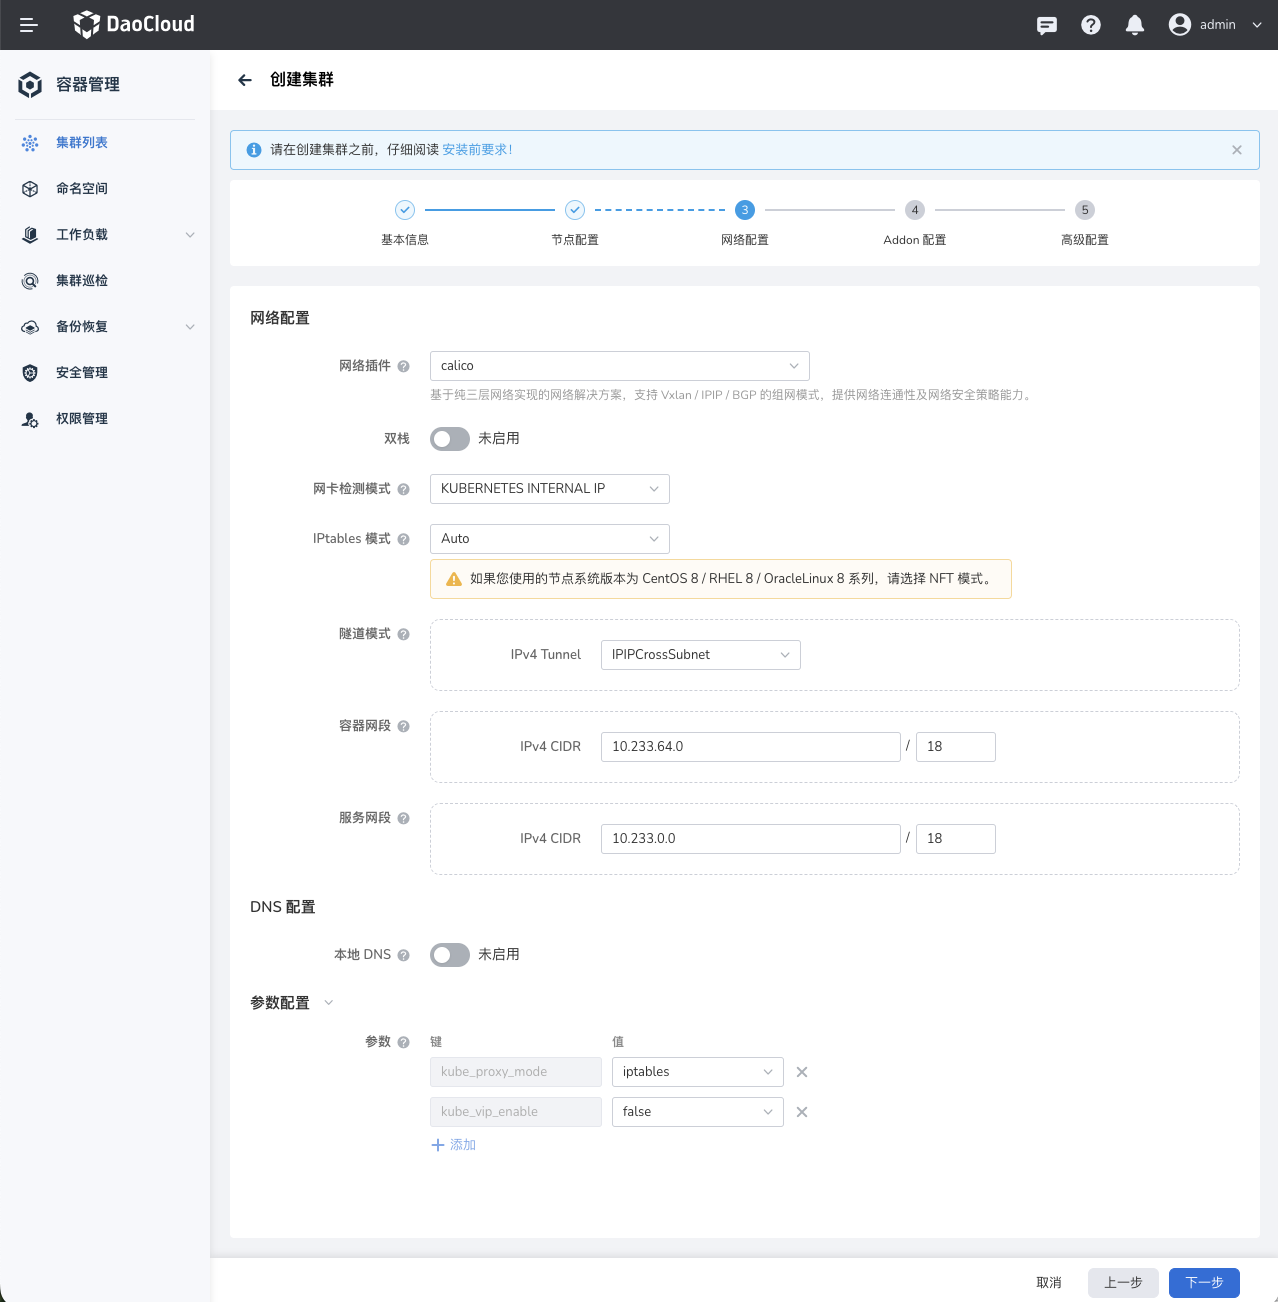 DaoCloud
admin
容器管理
集群列表
命名空间
工作负载
集群巡检
备份恢复
安全管理
权限管理
创建集群
请在创建集群之前，仔细阅读 安装前要求！
3
4
5
基本信息
节点配置
网络配置
Addon 配置
高级配置
网络配置
网络插件
calico
基于纯三层网络实现的网络解决方案，支持 Vxlan / IPIP / BGP 的组网模式，提供网络连通性及网络安全策略能力。
双栈
未启用
网卡检测模式
KUBERNETES INTERNAL IP
IPtables 模式
Auto
如果您使用的节点系统版本为 CentOS 8 / RHEL 8 / OracleLinux 8 系列，请选择 NFT 模式。
隧道模式
IPv4 Tunnel
IPIPCrossSubnet
容器网段
IPv4 CIDR
10.233.64.0 / 18
服务网段
IPv4 CIDR
10.233.0.0 / 18
DNS 配置
本地 DNS
未启用
参数配置
参数
键
值
kube_proxy_mode
iptables
kube_vip_enable
false
添加
取消
上一步
下一步